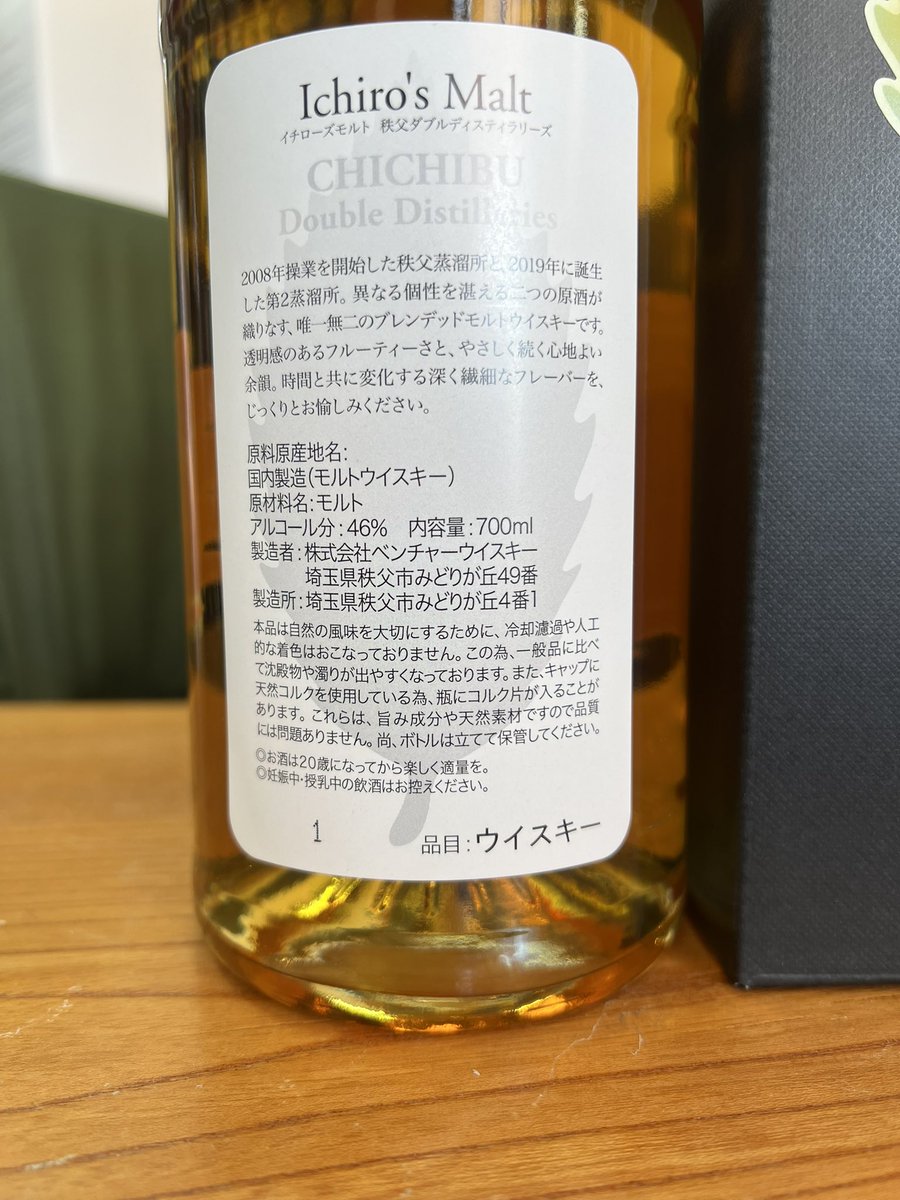 Ichiro's Malt
イチローズモルト 秩父ダブルディスティラリーズ
CHICHIBU
Double Distilleries
2008年操業を開始した秩父蒸溜所と、2019年に誕生
した第2蒸溜所。異なる個性を湛える二つの原酒が
織りなす、唯一無二のブレンデッドモルトウイスキーです。
透明感のあるフルーティーさと、やさしく続く心地よい
余韻。時間と共に変化する深く繊細なフレーバーを、
じっくりとお愉しみください。
原料原産地名:
国内製造(モルトウイスキー)
原材料名:モルト
アルコール分:46% 内容量:700ml
製造者:株式会社ベンチャーウイスキー
埼玉県秩父市みどりが丘49番
製造所:埼玉県秩父市みどりが丘4番1
本品は自然の風味を大切にするために、冷却濾過や人工
的な着色はおこなっておりません。この為、一般品に比べ
て沈殿物や濁りが出やすくなっております。また、キャップに
天然コルクを使用している為、瓶にコルク片が入ることが
あります。これらは、旨み成分や天然素材ですので品質
には問題ありません。尚、ボトルは立てて保管してください。
◎お酒は20歳になってから楽しく適量を。
◎妊娠中・授乳中の飲酒はお控えください。
1 品目:ウイスキー